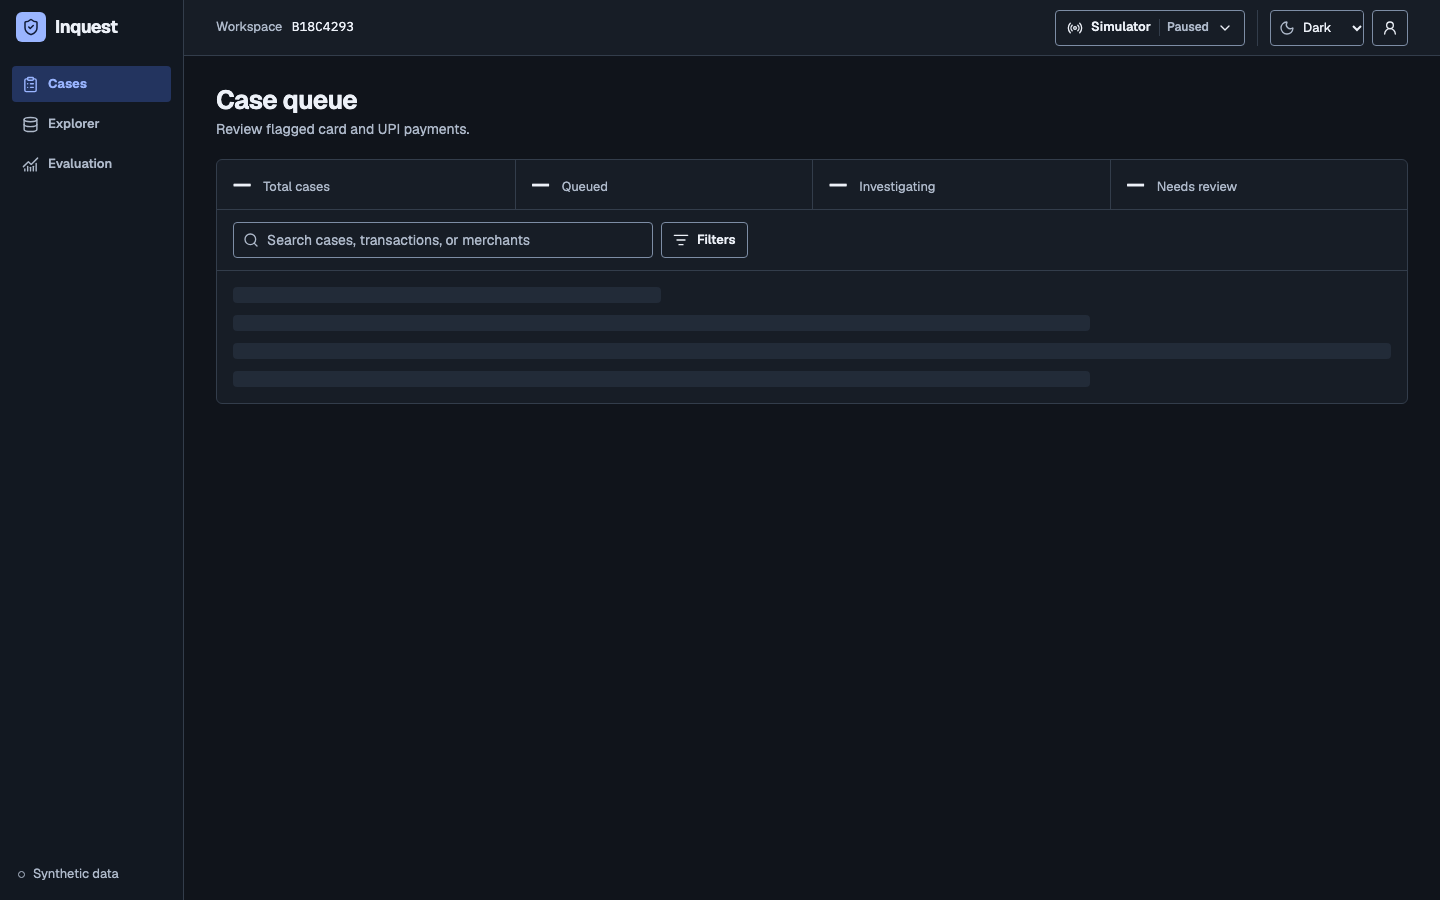 Inquest
Workspace B18C4293
Simulator Paused
Dark
Cases
Explorer
Evaluation
Case queue
Review flagged card and UPI payments.
— Total cases
— Queued
— Investigating
— Needs review
Search cases, transactions, or merchants
Filters
Synthetic data